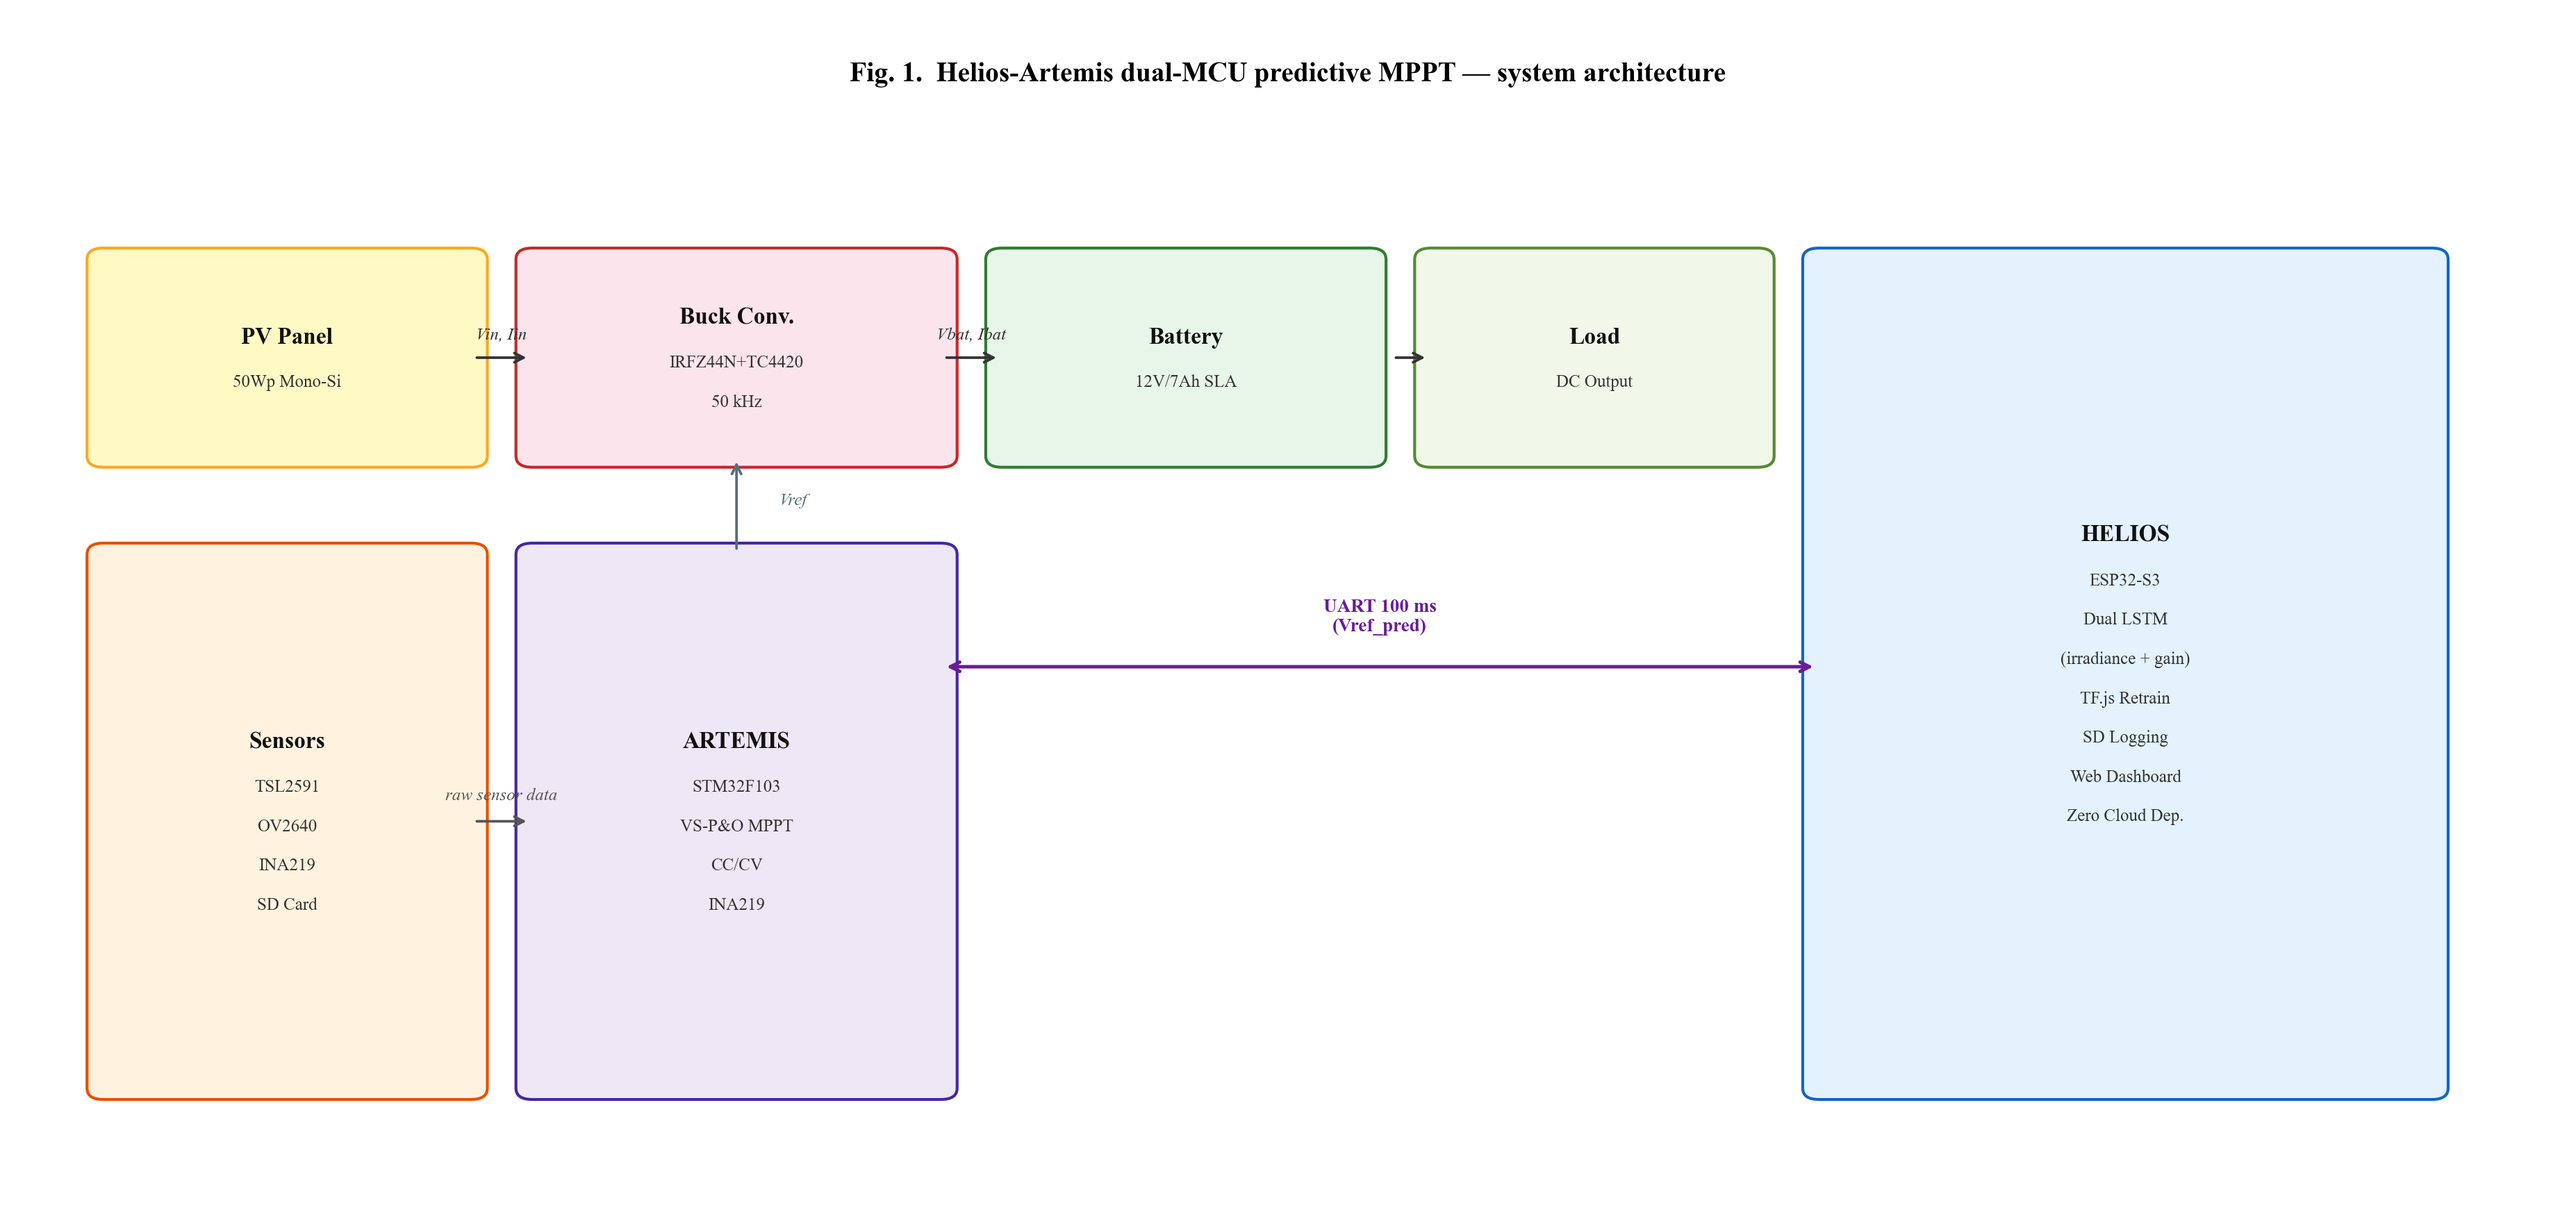 Fig. 1.  Helios-Artemis dual-MCU predictive MPPT — system architecture
PV Panel
50Wp Mono-Si
Vin, Iin
Buck Conv.
IRFZ44N+TC4420
50 kHz
Vbat, Ibat
Battery
12V/7Ah SLA
Load
DC Output
Vref
Sensors
TSL2591
OV2640
INA219
SD Card
raw sensor data
ARTEMIS
STM32F103
VS-P&O MPPT
CC/CV
INA219
UART 100 ms
(Vref_pred)
HELIOS
ESP32-S3
Dual LSTM
(irradiance + gain)
TF.js Retrain
SD Logging
Web Dashboard
Zero Cloud Dep.